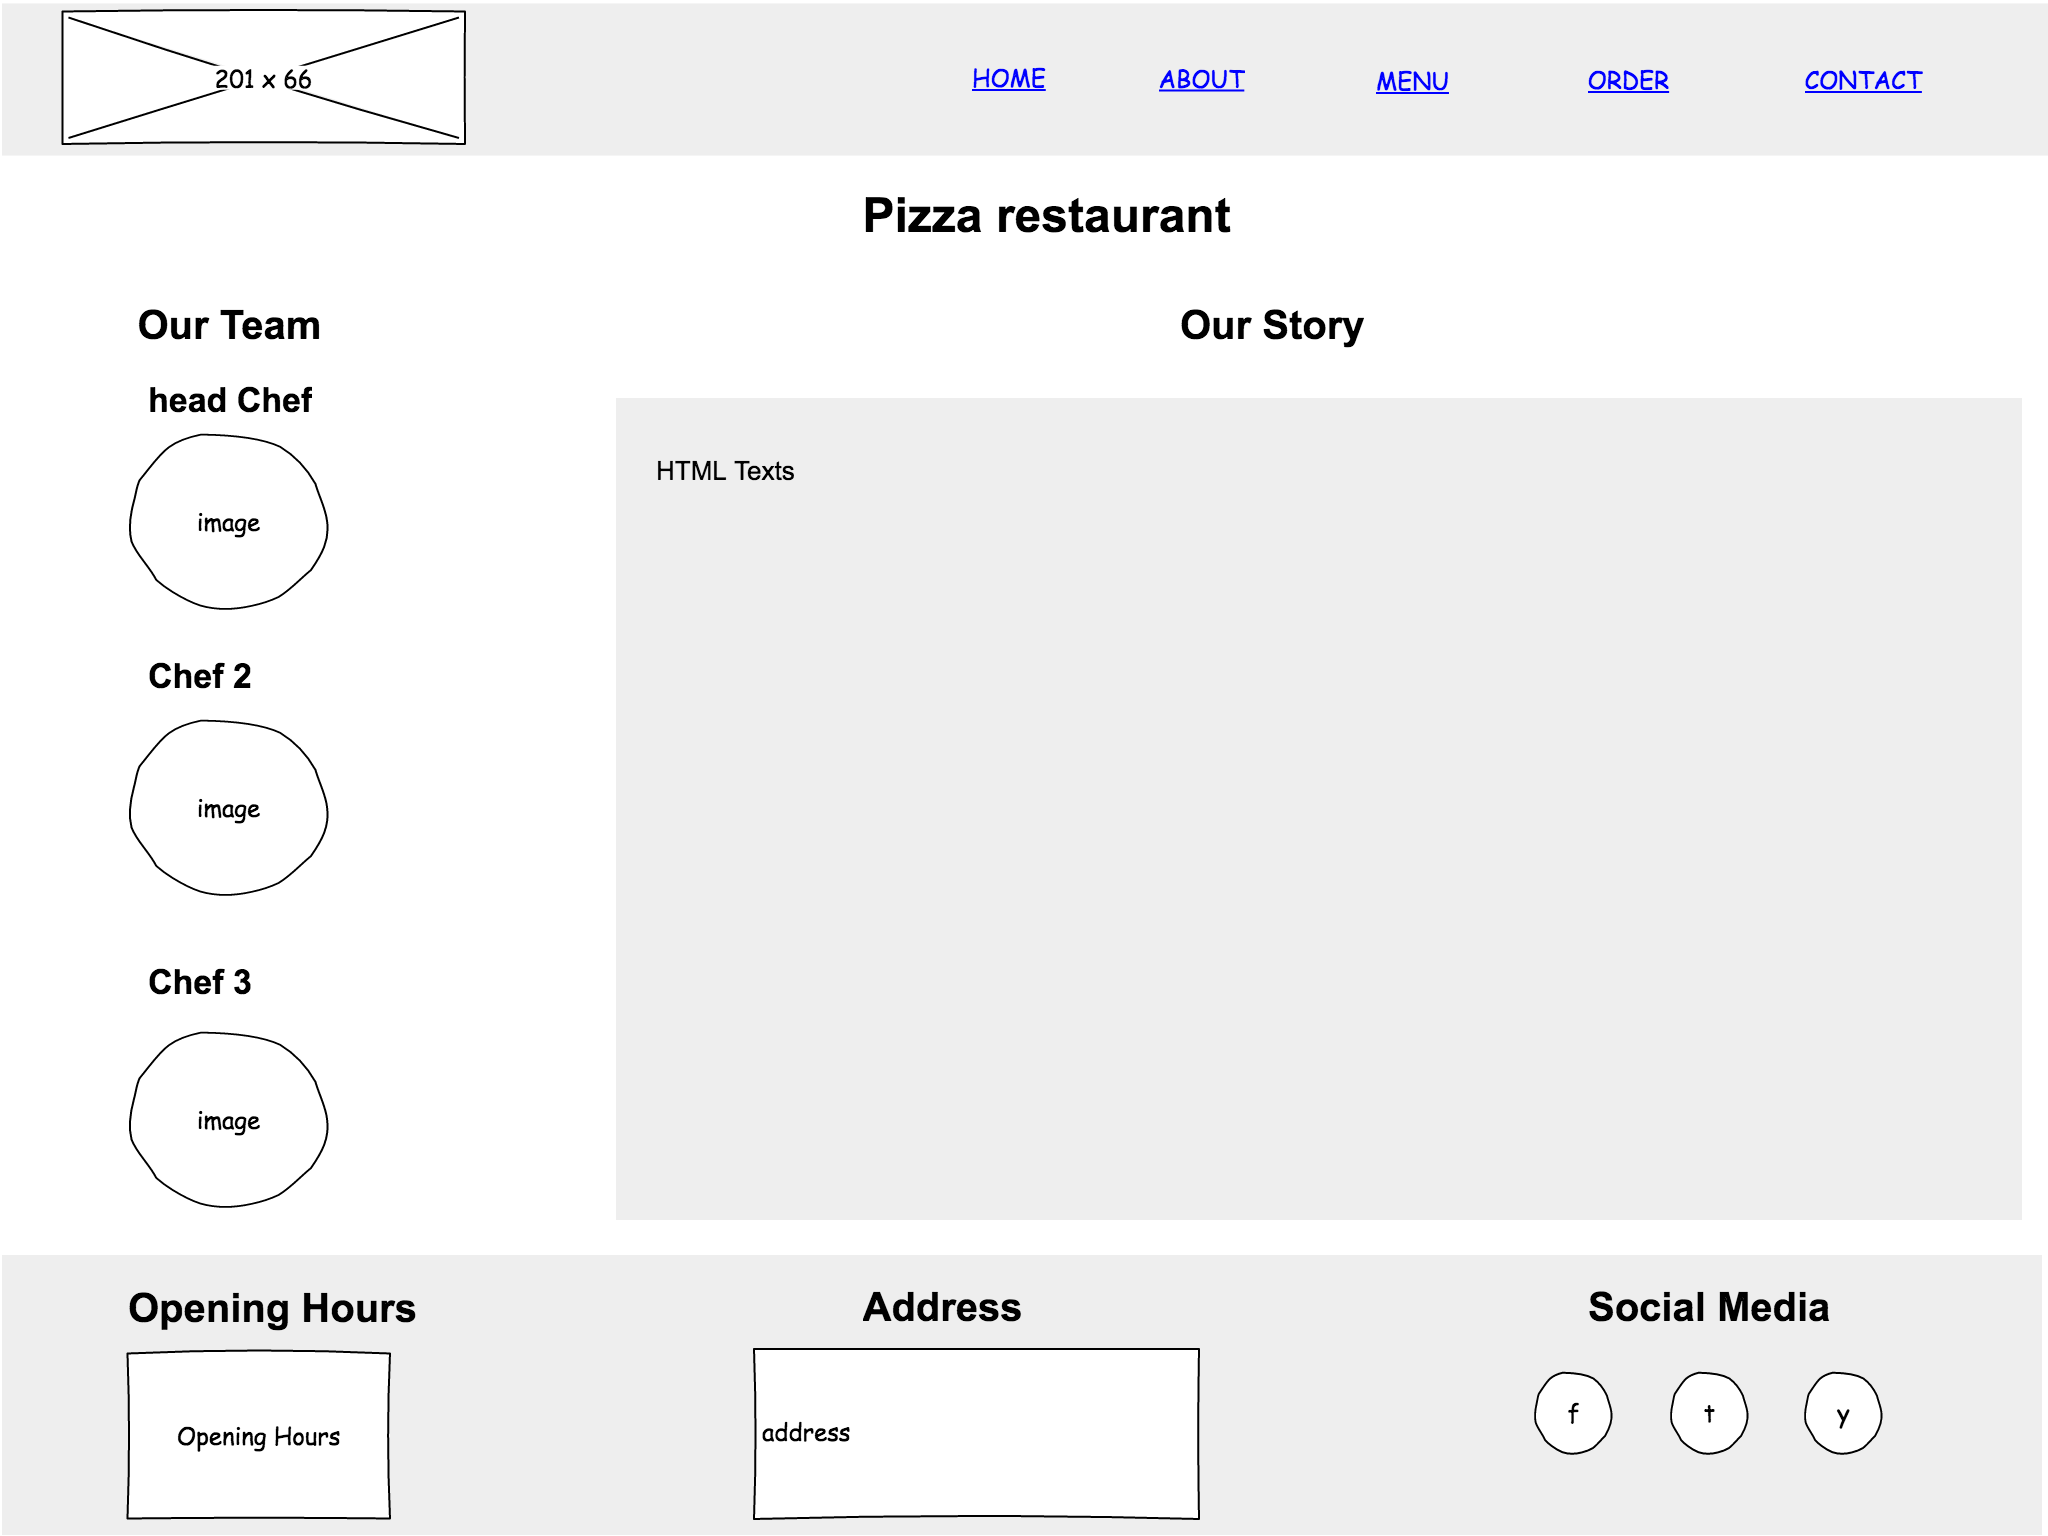 201 x 66
HOME ABOUT MENU ORDER CONTACT
Pizza restaurant
Our Team
head Chef
image
Chef 2
image
Chef 3
image
Our Story
HTML Texts
Opening Hours
Opening Hours
Address
address
Social Media
f t y